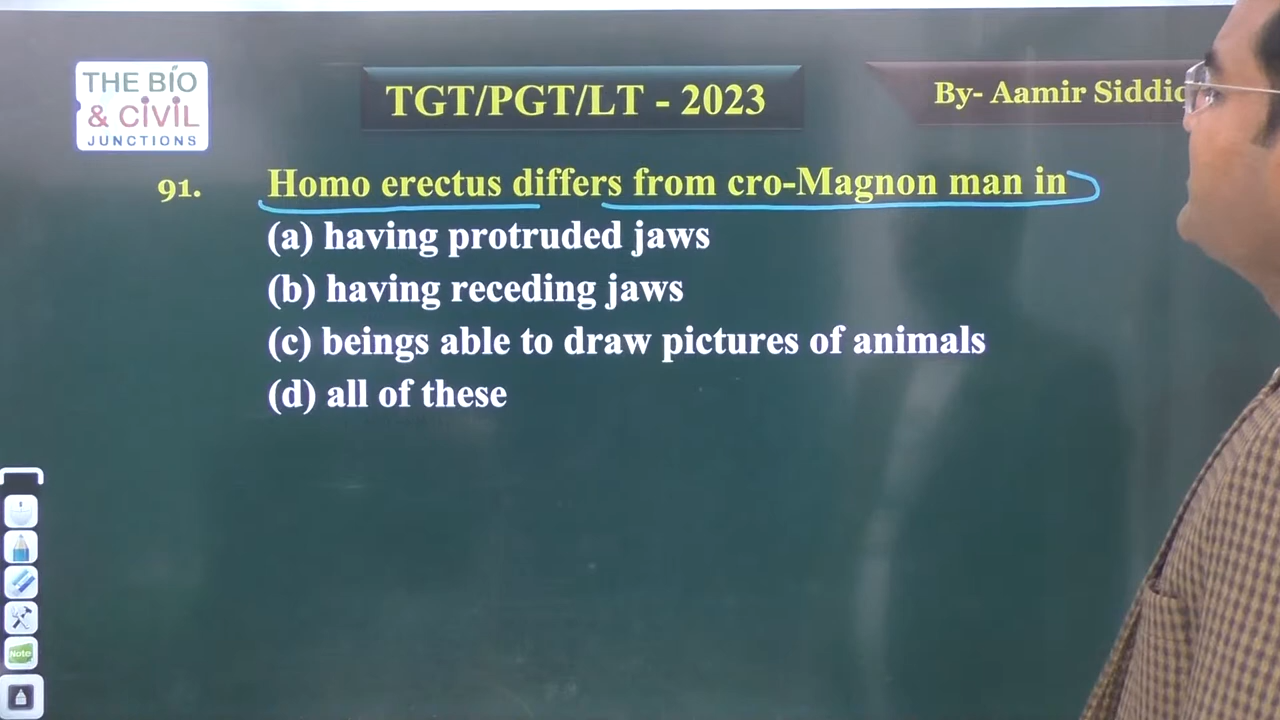 THE BIO
& CIVIL
JUNCTIONS
TGT/PGT/LT - 2023
By- Aamir
91. Homo erectus differs from cro-Magnon man in
(a) having protruded jaws
(b) having receding jaws
(c) beings able to draw pictures of animals
(d) all of these
Note